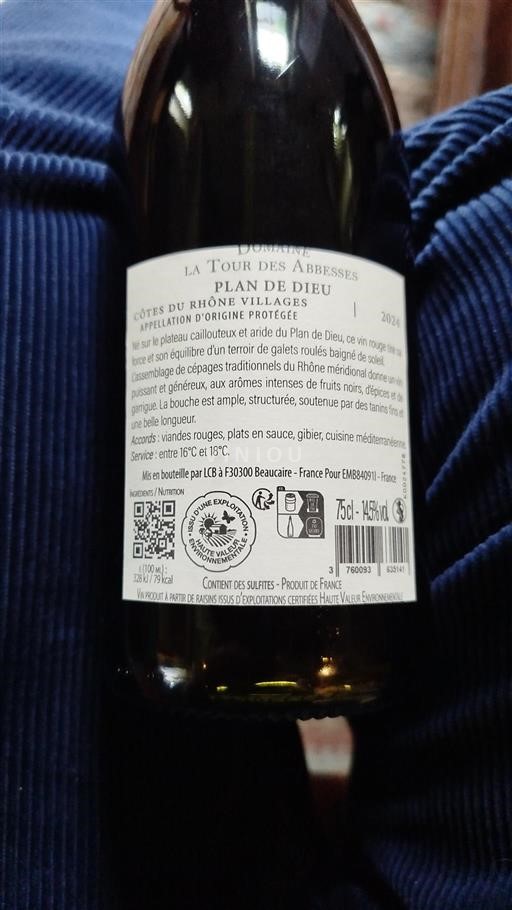 DOMAINE
LA TOUR DES ABBESSES
PLAN DE DIEU
CÔTES DU RHÔNE VILLAGES
APPELLATION D'ORIGINE PROTÉGÉE
2024
Né sur le plateau caillouteux et aride du Plan de Dieu, ce vin rouge tire sa
force et son équilibre d'un terroir de galets roulés baigné de soleil.
L'assemblage de cépages traditionnels du Rhône méridional donne un vin
puissant et généreux, aux arômes intenses de fruits noirs, d'épices et de
garrigue. La bouche est ample, structurée, soutenue par des tanins fins et
une belle longueur.
Accords : viandes rouges, plats en sauce, gibier, cuisine méditerranéenne.
Service : entre 16°C et 18°C.
Mis en bouteille par LCB à F30300 Beaucaire - France Pour EMB84091I - France
INGRÉDIENTS / NUTRITION
ISSU D'UNE EXPLOITATION
HAUTE VALEUR
ENVIRONNEMENTALE
75cl - 14,5%vol.
E (100 ML) :
328 kJ / 79 kcal
3 760093 635141
CONTIENT DES SULFITES - PRODUIT DE FRANCE
VIN PRODUIT À PARTIR DE RAISINS ISSUS D'EXPLOITATIONS CERTIFIÉES HAUTE VALEUR ENVIRONNEMENTALE